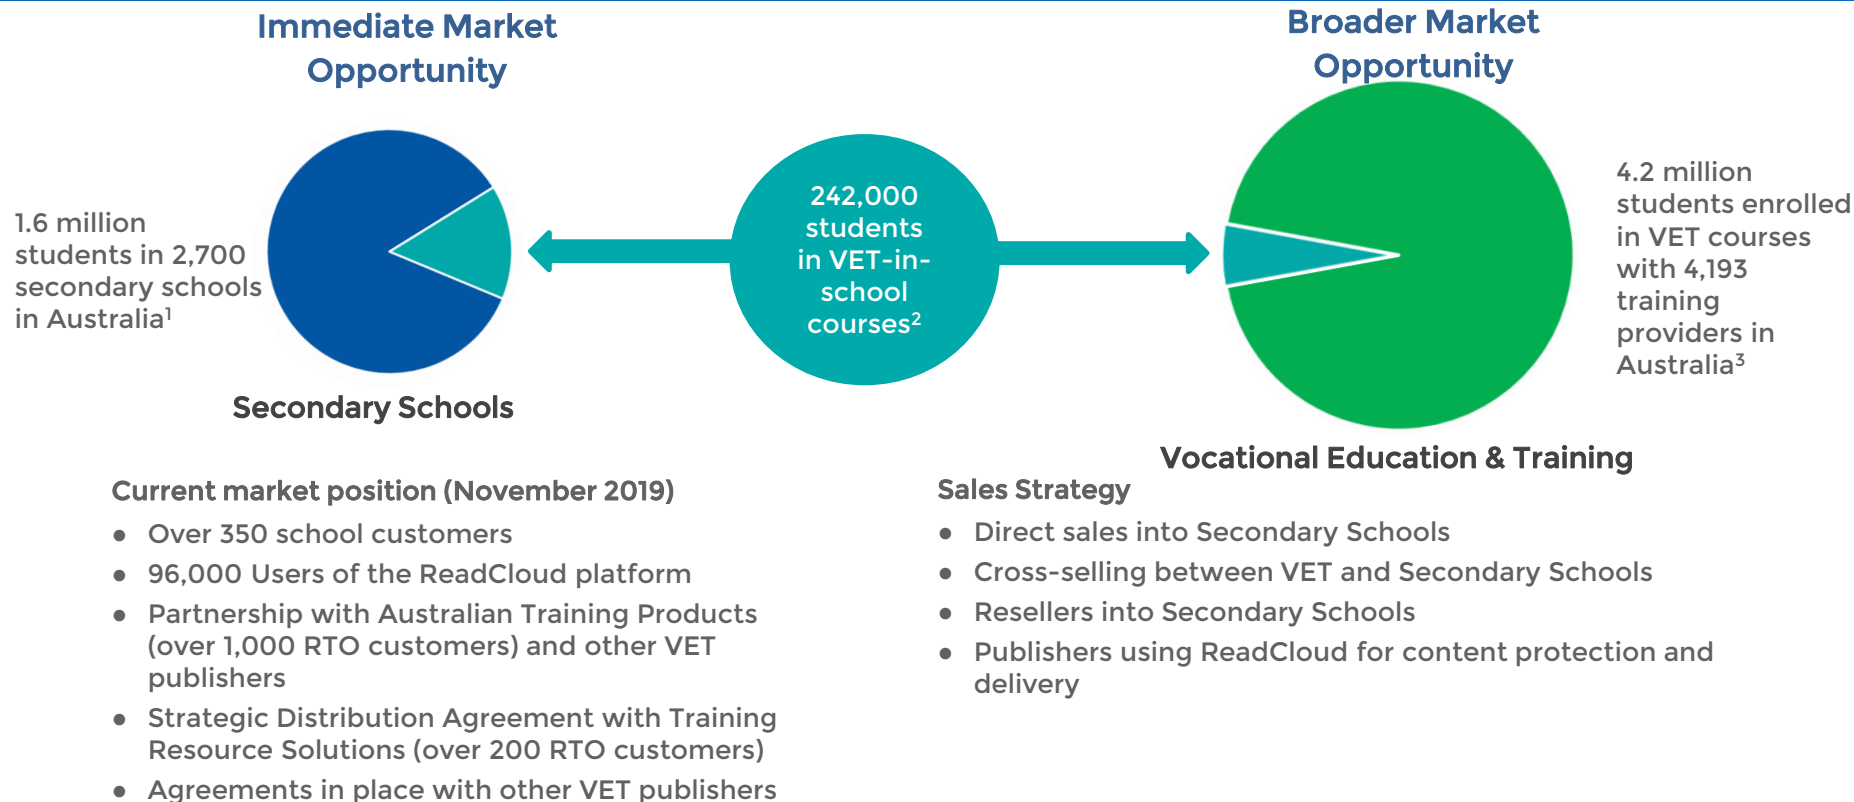 Immediate Market
Opportunity
1.6 million
students in 2,700
secondary schools
in Australia¹
Secondary Schools
242,000
students
in VET-in-
school
courses²
Broader Market
Opportunity
4.2 million
students enrolled
in VET courses
with 4,193
training
providers in
Australia³
Vocational Education & Training
Current market position (November 2019)
● Over 350 school customers
● 96,000 Users of the ReadCloud platform
● Partnership with Australian Training Products
(over 1,000 RTO customers) and other VET
publishers
● Strategic Distribution Agreement with Training
Resource Solutions (over 200 RTO customers)
● Agreements in place with other VET publishers
Sales Strategy
● Direct sales into Secondary Schools
● Cross-selling between VET and Secondary Schools
● Resellers into Secondary Schools
● Publishers using ReadCloud for content protection and
delivery